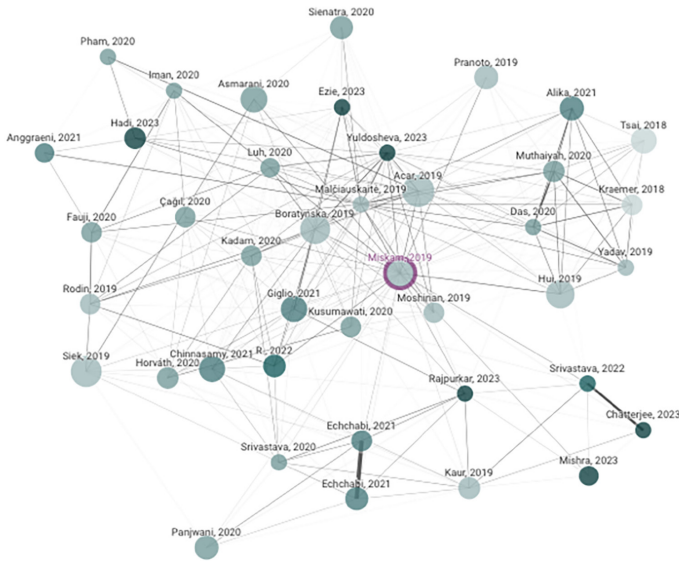 Sienatra, 2020
Pham, 2020
Pranoto, 2019
Iman, 2020
Asmarani, 2020
Ezie, 2023
Alika, 2021
Hadi, 2023
Tsai, 2018
Anggraeni, 2021
Yuldosheva, 2023
Luh, 2020
Muthaiyah, 2020
Acar, 2019
Malčiauskaitė, 2019
Kraemer, 2018
Çağıl, 2020
Fauji, 2020
Boratyńska, 2019
Das, 2020
Kadam, 2020
Yadav, 2019
Miskam, 2019
Hui, 2019
Rodin, 2019
Giglio, 2021
Moshirian, 2019
Kusumawati, 2020
Siek, 2019
Chinnasamy, 2021
R., 2022
Horváth, 2020
Srivastava, 2022
Rajpurkar, 2023
Chatterjee, 2023
Echchabi, 2021
Srivastava, 2020
Mishra, 2023
Kaur, 2019
Echchabi, 2021
Panjwani, 2020